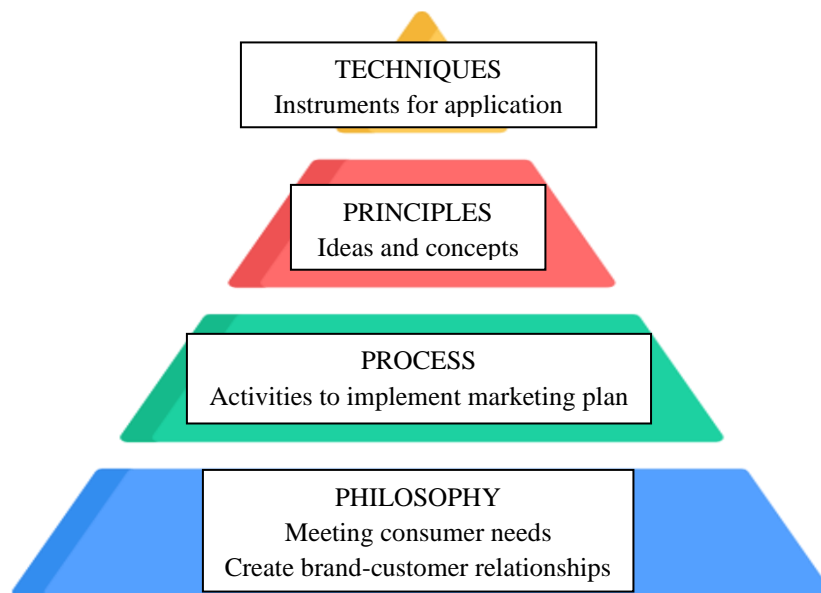 TECHNIQUES
Instruments for application
PRINCIPLES
Ideas and concepts
PROCESS
Activities to implement marketing plan
PHILOSOPHY
Meeting consumer needs
Create brand-customer relationships